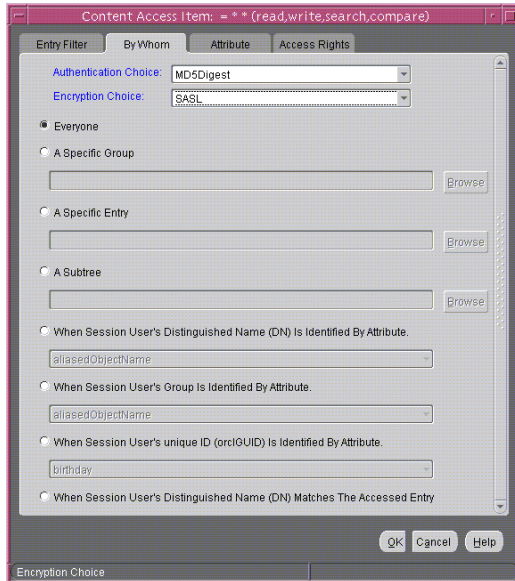 Content Access Item: = * * (read,write,search,compare)
Entry Filter By Whom Attribute Access Rights
Authentication Choice: MD5Digest
Encryption Choice: SASL
Everyone
A Specific Group
Browse
A Specific Entry
Browse
A Subtree
Browse
When Session User's Distinguished Name (DN) Is Identified By Attribute.
aliasedObjectName
When Session User's Group Is Identified By Attribute.
aliasedObjectName
When Session User's unique ID (orclGUID) Is Identified By Attribute.
birthday
When Session User's Distinguished Name (DN) Matches The Accessed Entry
OK Cancel Help
Encryption Choice